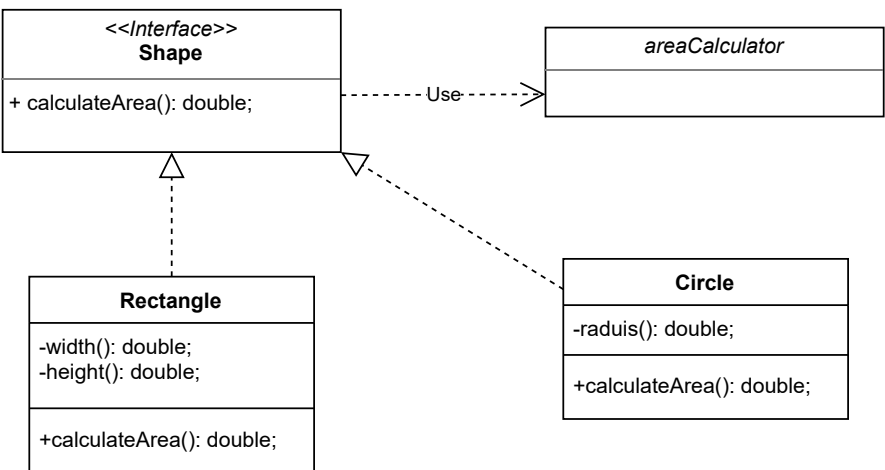 <<Interface>>
Shape
+ calculateArea(): double;
Use
areaCalculator
Rectangle
-width(): double;
-height(): double;
+calculateArea(): double;
Circle
-raduis(): double;
+calculateArea(): double;